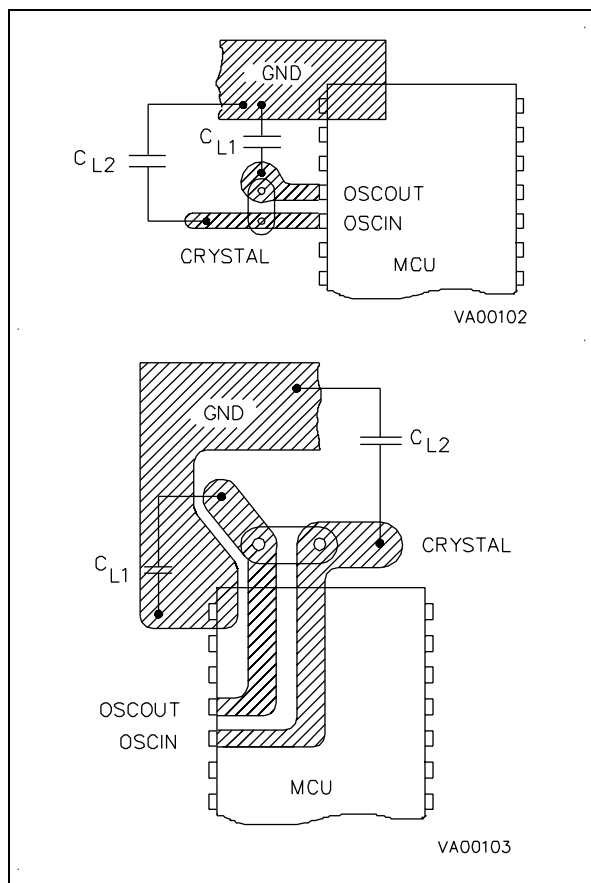 GND
C L1
C L2
OSCOUT
OSCIN
CRYSTAL
MCU
VA00102
GND
C L2
CRYSTAL
C L1
OSCOUT
OSCIN
MCU
VA00103